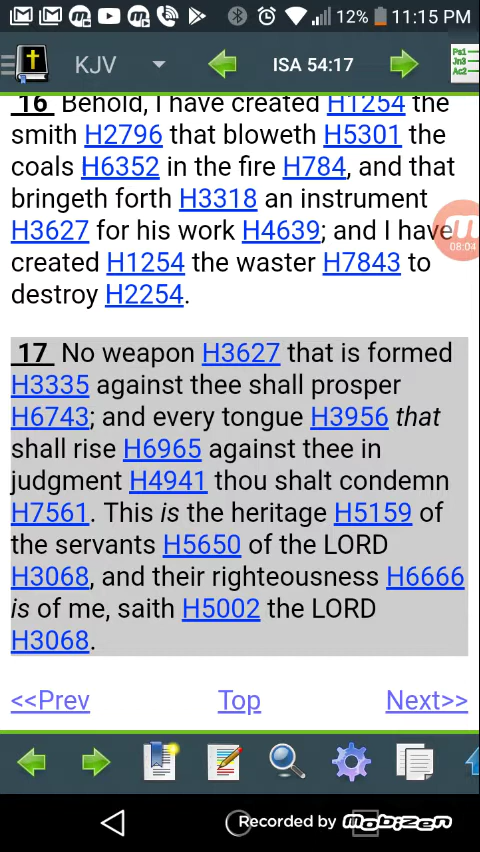 12% 11:15 PM
KJV ISA 54:17 Ps1 Jn3 Ac2
16 Behold, I have created H1254 the
smith H2796 that bloweth H5301 the
coals H6352 in the fire H784, and that
bringeth forth H3318 an instrument
H3627 for his work H4639; and I have
08:04
created H1254 the waster H7843 to
destroy H2254.
17 No weapon H3627 that is formed
H3335 against thee shall prosper
H6743; and every tongue H3956 that
shall rise H6965 against thee in
judgment H4941 thou shalt condemn
H7561. This is the heritage H5159 of
the servants H5650 of the LORD
H3068, and their righteousness H6666
is of me, saith H5002 the LORD
H3068.
<<Prev Top Next>>
Recorded by Mobizen